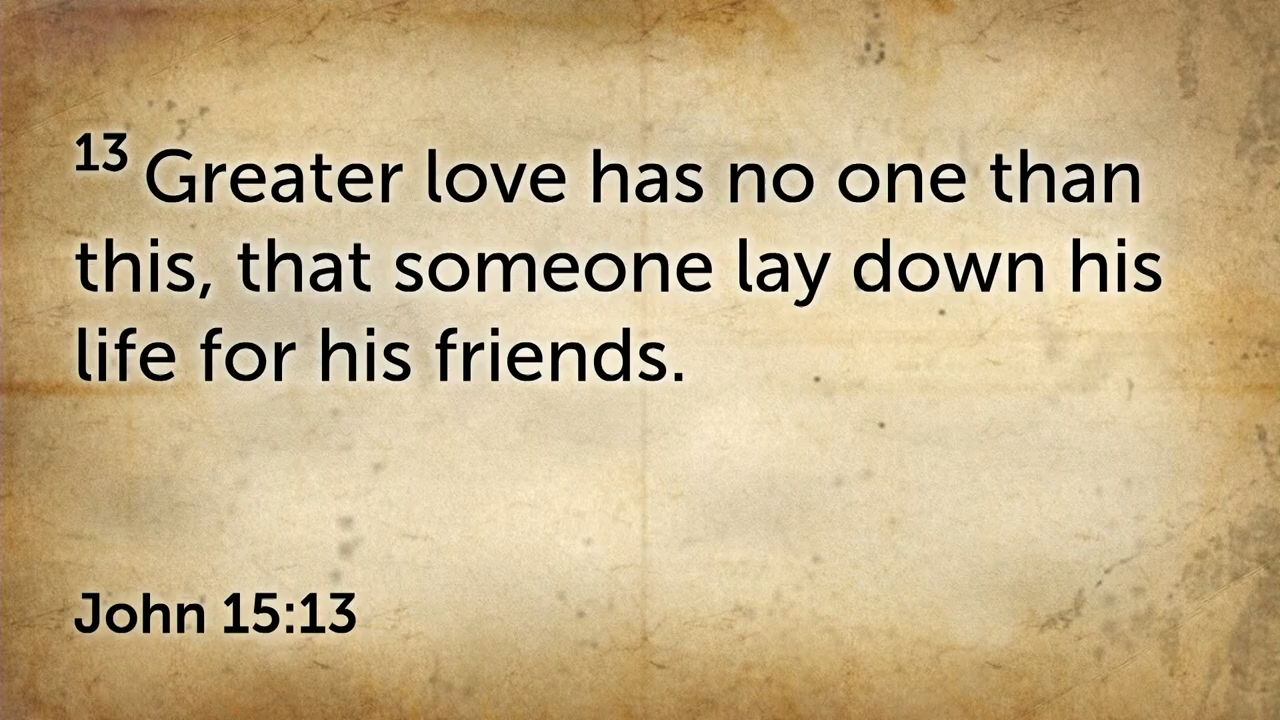 13 Greater love has no one than
this, that someone lay down his
life for his friends.
John 15:13